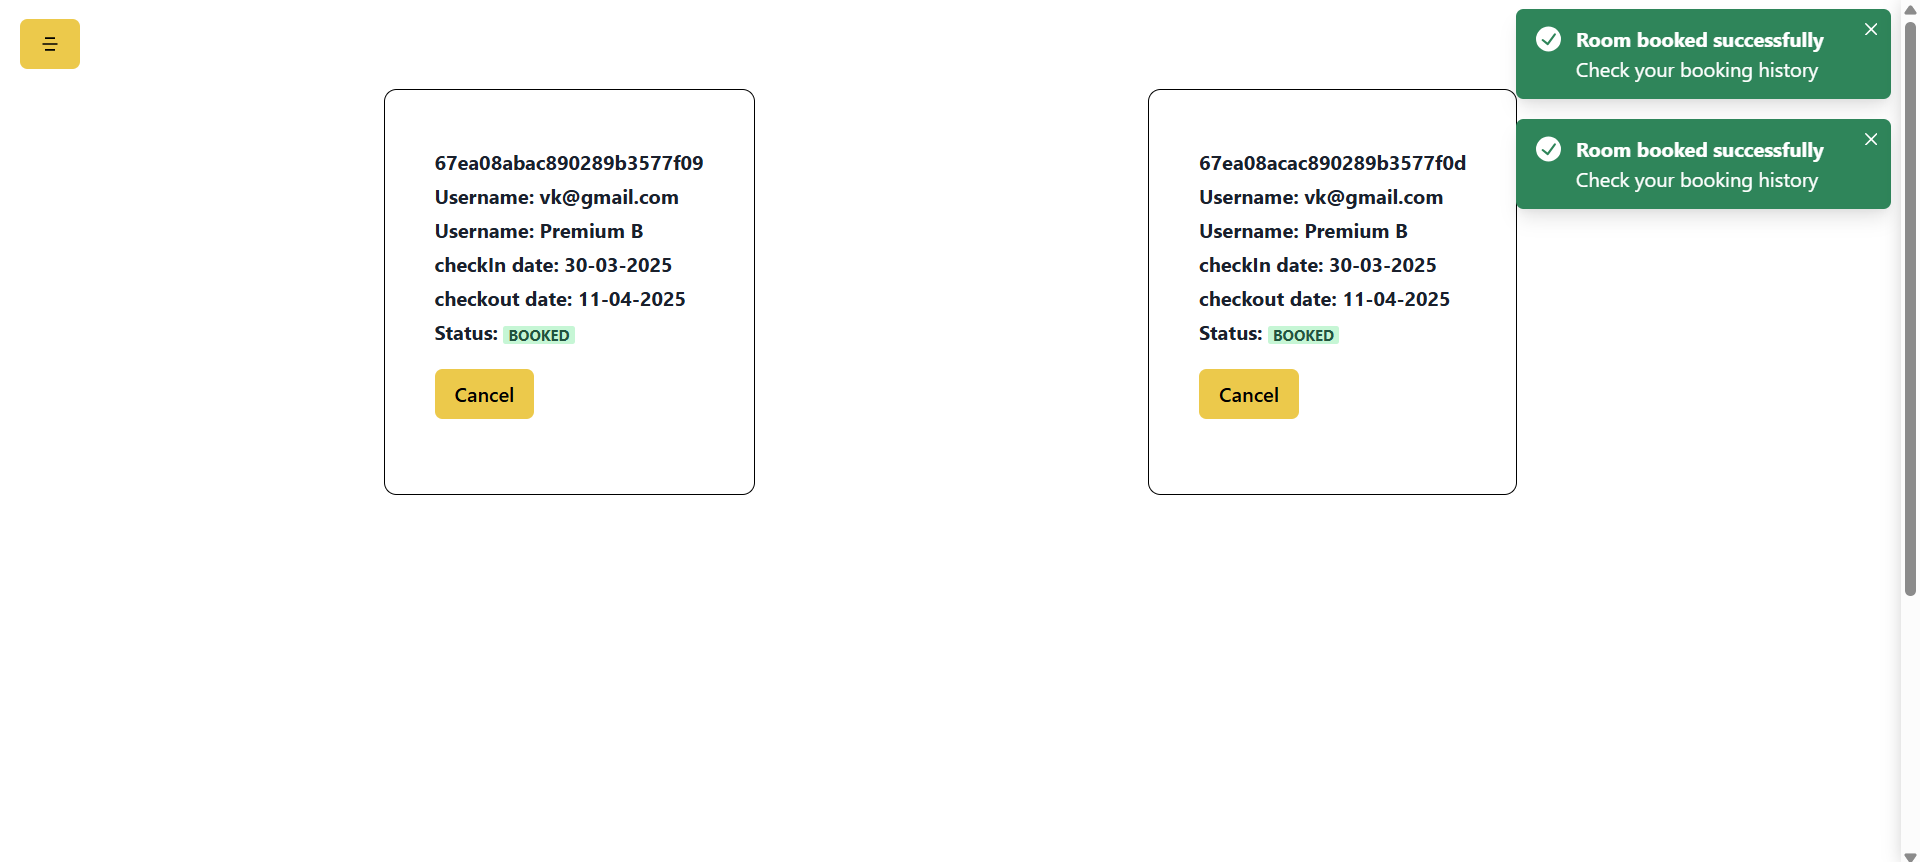 67ea08abac890289b3577f09
Username: vk@gmail.com
Username: Premium B
checkIn date: 30-03-2025
checkout date: 11-04-2025
Status: BOOKED
Cancel
67ea08acac890289b3577f0d
Username: vk@gmail.com
Username: Premium B
checkIn date: 30-03-2025
checkout date: 11-04-2025
Status: BOOKED
Cancel
Room booked successfully
Check your booking history
Room booked successfully
Check your booking history